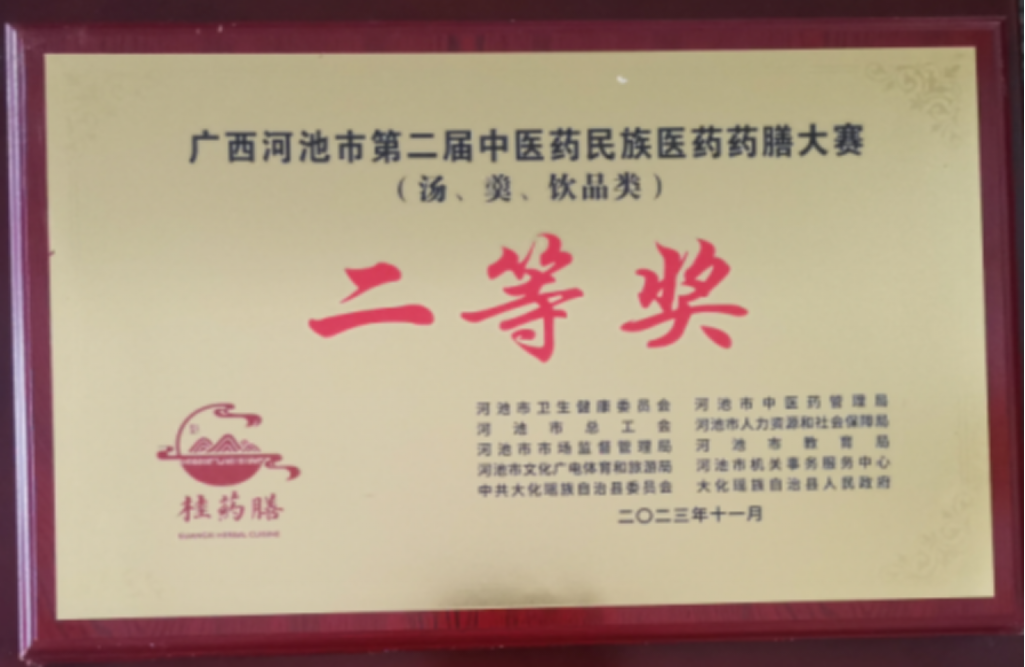 广西河池市第二届中医药民族医药药膳大赛
（汤、羹、饮品类）
二等奖
河池市卫生健康委员会 河池市中医药管理局
河池市总工会 河池市人力资源和社会保障局
河池市市场监督管理局 河池市教育局
河池市文化广电体育和旅游局 河池市机关事务服务中心
中共大化瑶族自治县委员会 大化瑶族自治县人民政府
二〇二三年十一月
桂药膳
GUANGXI HERBAL CUISINE